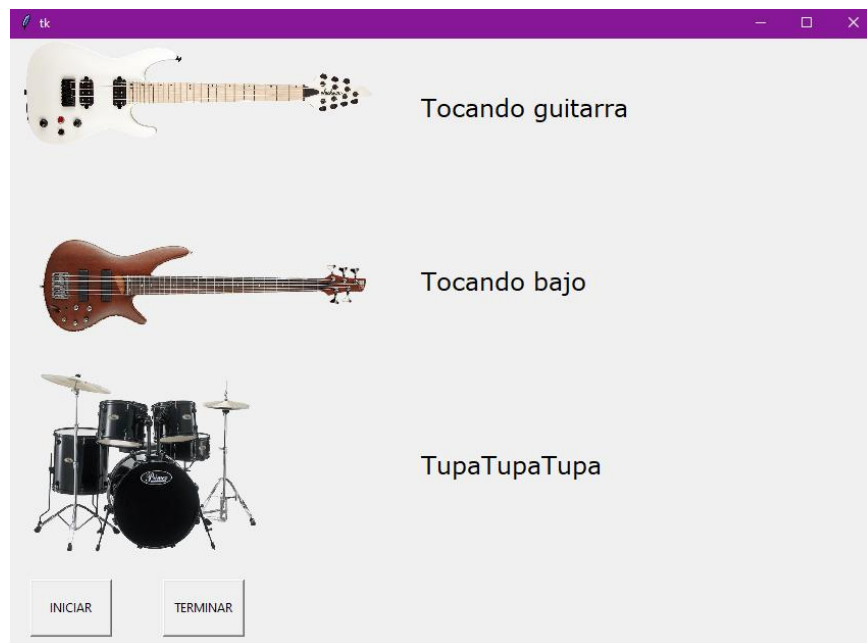 tk
Tocando guitarra
Tocando bajo
TupaTupaTupa
INICIAR
TERMINAR